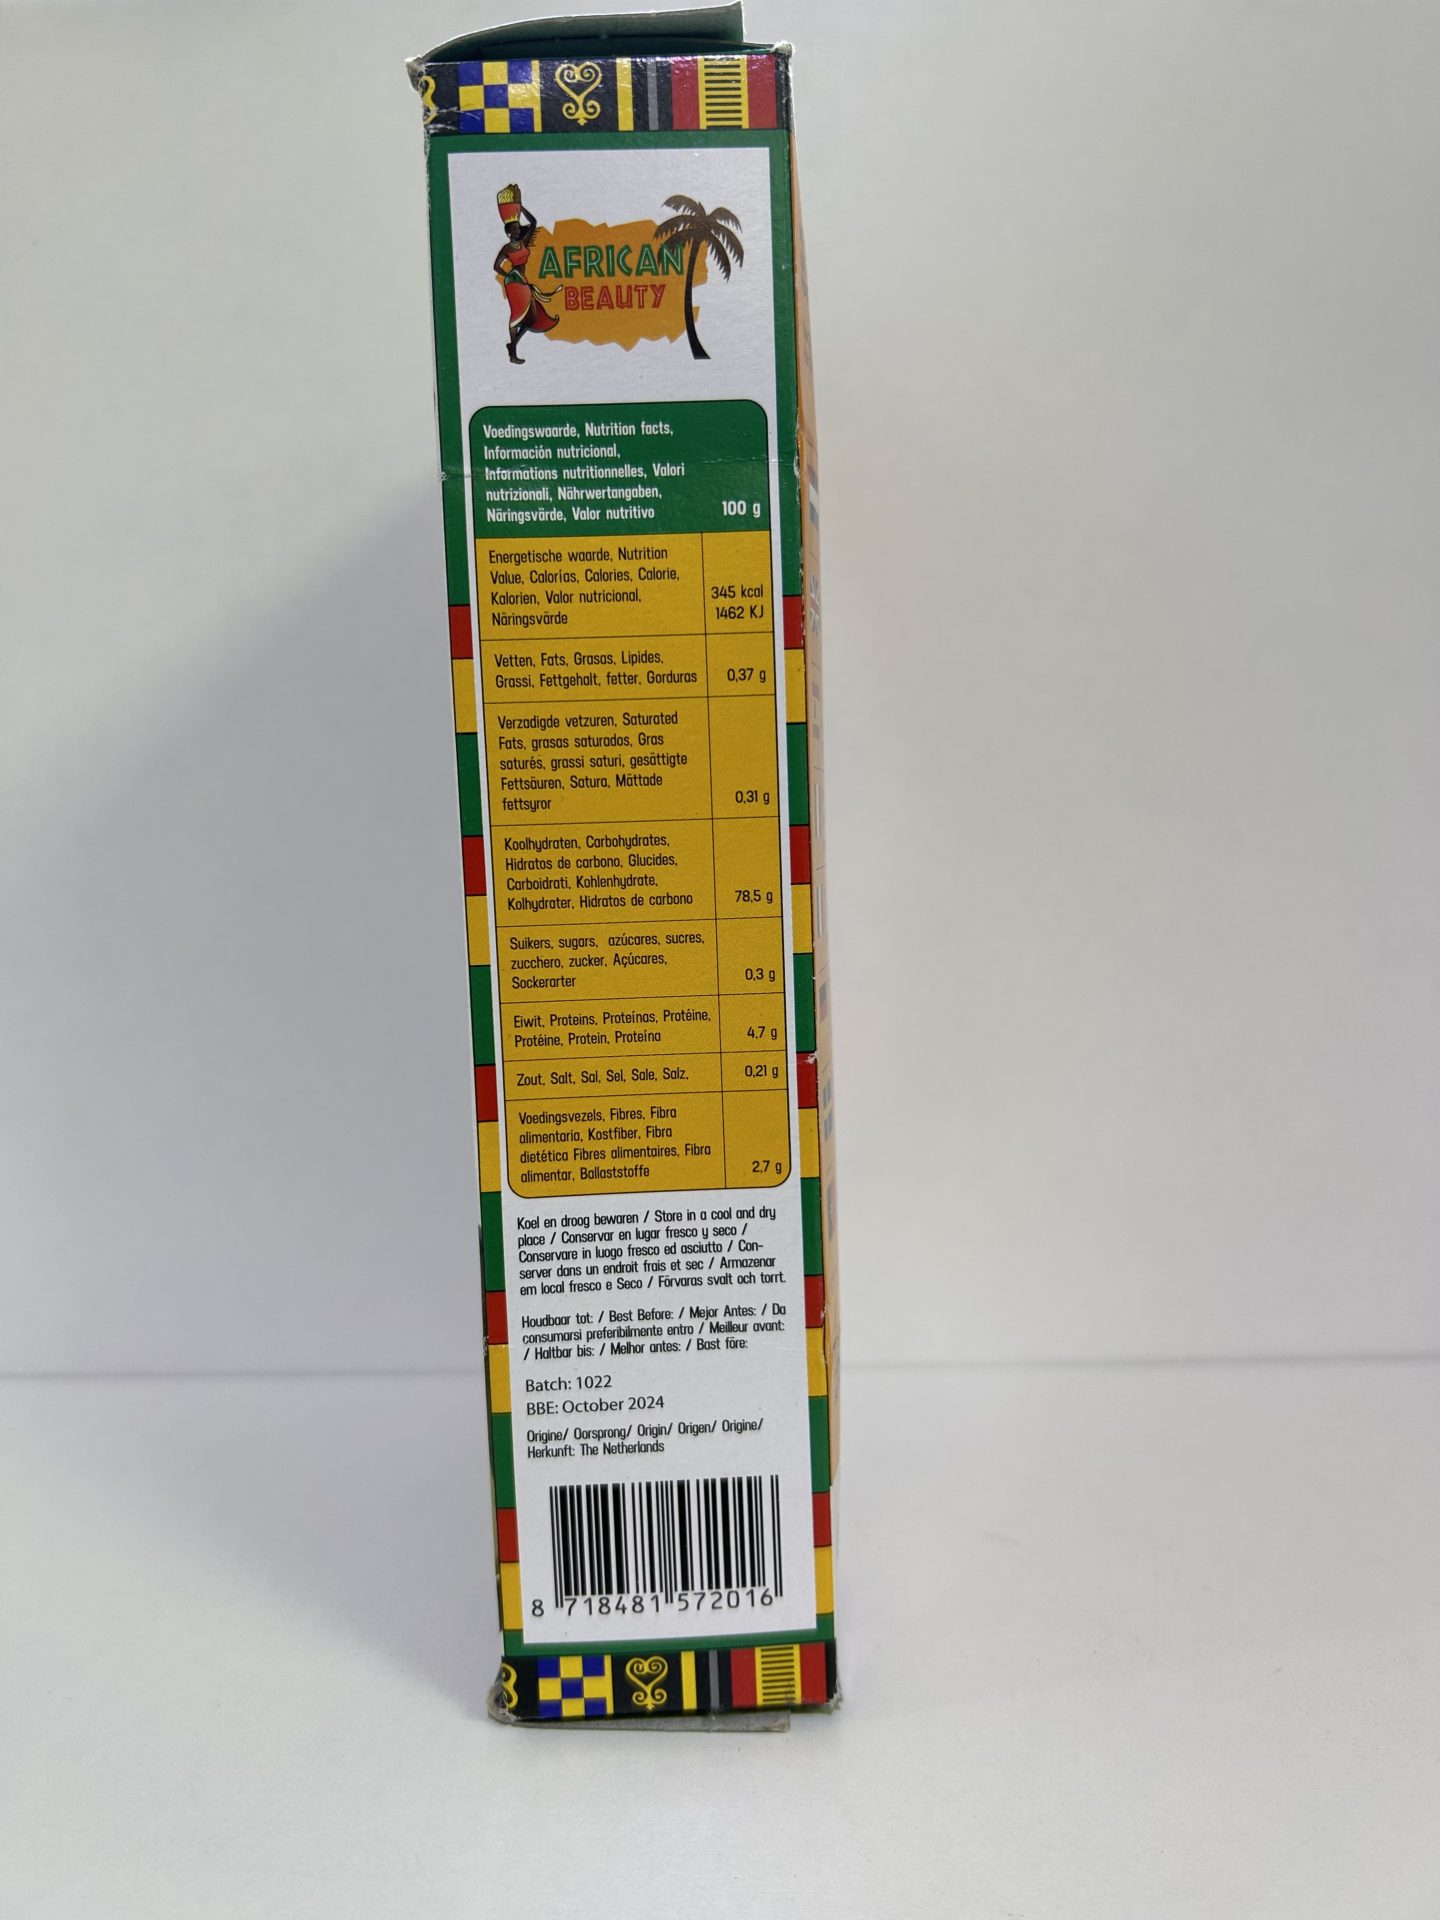 AFRICAN
BEAUTY
Voedingswaarde, Nutrition facts,
Información nutricional,
Informations nutritionnelles, Valori
nutrizionali, Nährwertangaben,
Näringsvärde, Valor nutritivo
100 g
Energetische waarde, Nutrition
Value, Calorías, Calories, Calorie,
Kalorien, Valor nutricional,
Näringsvärde
345 kcal
1462 KJ
Vetten, Fats, Grasas, Lipides,
Grassi, Fettgehalt, fetter, Gorduras
0,37 g
Verzadigde vetzuren, Saturated
Fats, grasas saturados, Gras
saturés, grassi saturi, gesättigte
Fettsäuren, Satura, Mättade
fettsyror
0,31 g
Koolhydraten, Carbohydrates,
Hidratos de carbono, Glucides,
Carboidrati, Kohlenhydrate,
Kolhydrater, Hidratos de carbono
78,5 g
Suikers, sugars, azúcares, sucres,
zucchero, zucker, Açúcares,
Sockerarter
0,3 g
Eiwit, Proteins, Proteínas, Protéine,
Protéine, Protein, Proteína
4,7 g
Zout, Salt, Sal, Sel, Sale, Salz,
0,21 g
Voedingsvezels, Fibres, Fibra
alimentaria, Kostfiber, Fibra
dietética Fibres alimentaires, Fibra
alimentar, Ballaststoffe
2,7 g
Koel en droog bewaren / Store in a cool and dry
place / Conservar en lugar fresco y seco /
Conservare in luogo fresco ed asciutto / Con-
server dans un endroit frais et sec / Armazenar
em local fresco e Seco / Förvaras svalt och torrt.
Houdbaar tot: / Best Before: / Mejor Antes: / Da
consumarsi preferibilmente entro / Meilleur avant:
/ Haltbar bis: / Melhor antes: / Bast före:
Batch: 1022
BBE: October 2024
Origine/ Oorsprong/ Origin/ Origen/ Origine/
Herkunft: The Netherlands
8 718481 572016